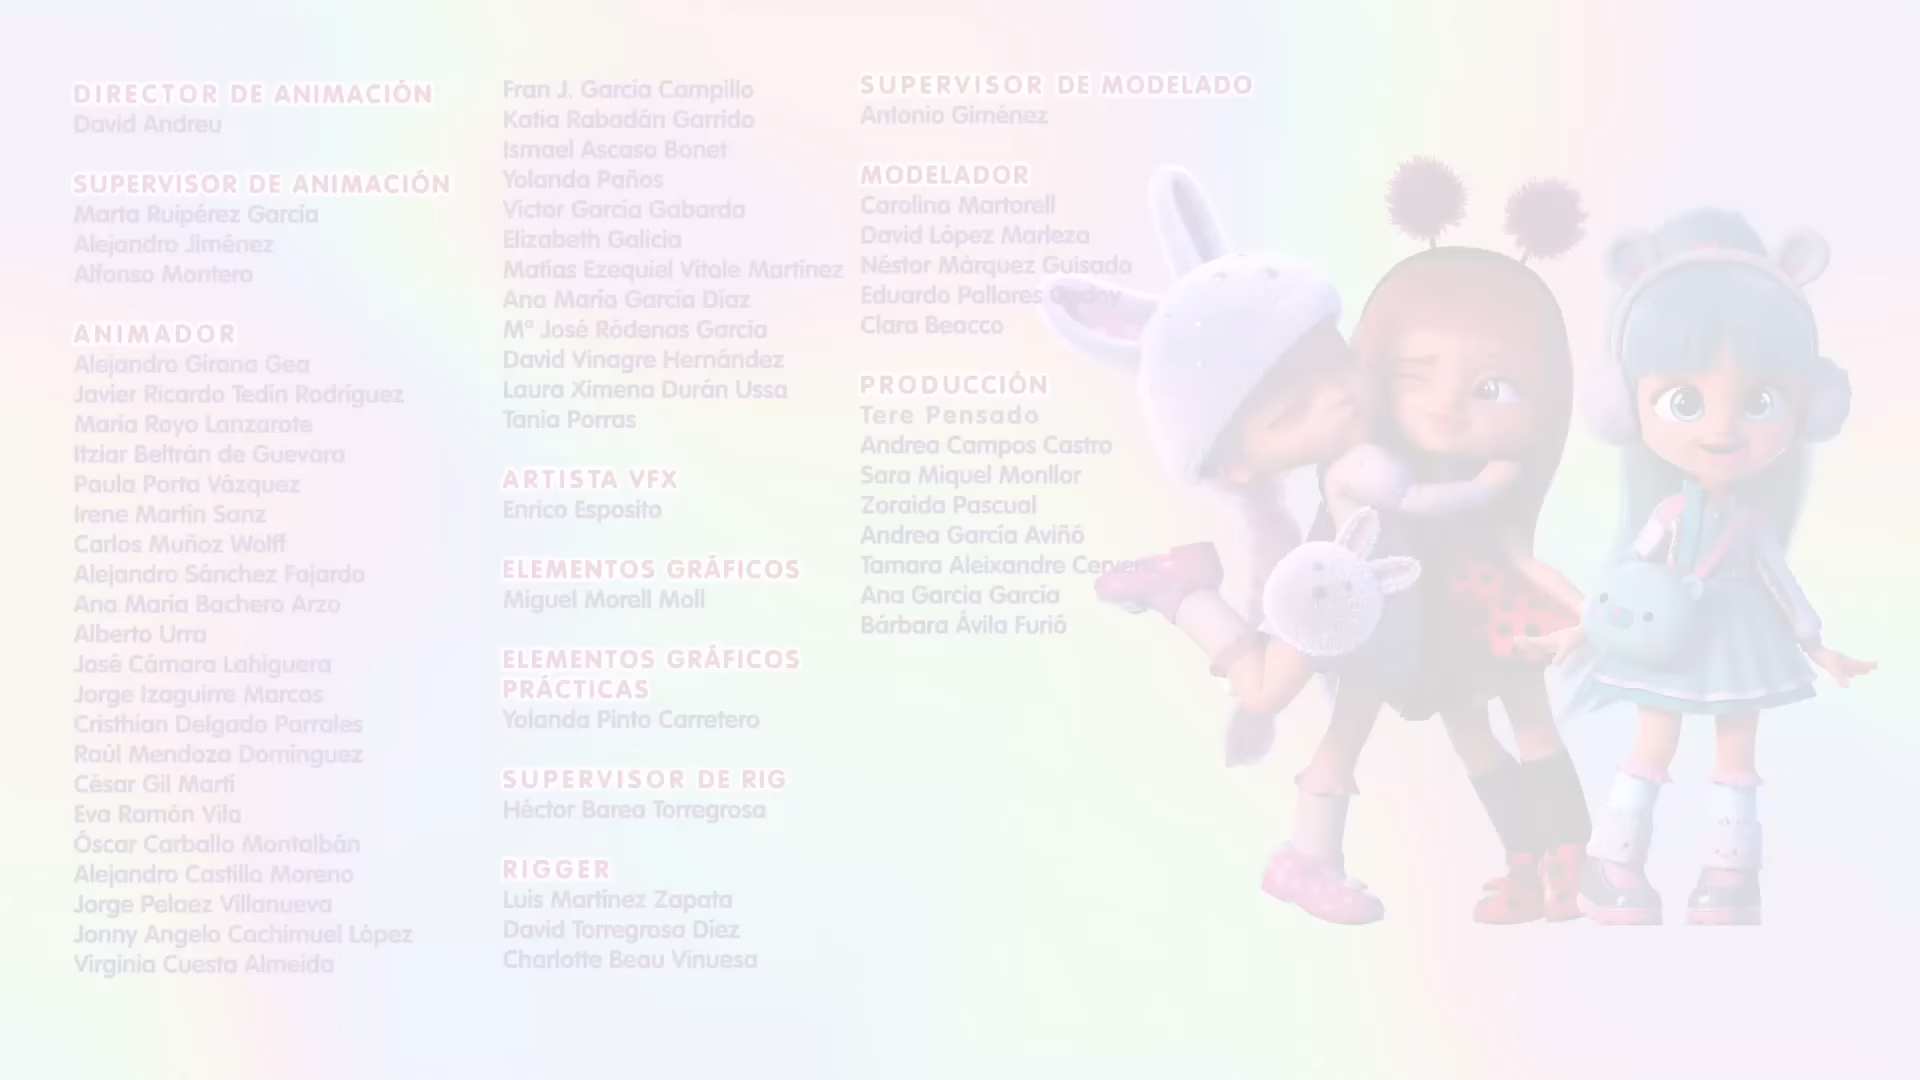 DIRECTOR DE ANIMACIÓN
David Andreu
SUPERVISOR DE ANIMACIÓN
Marta Ruipérez Garcia
Alejandro Jiménez
Alfonso Montero
ANIMADOR
Alejandro Girona Gea
Javier Ricardo Tedín Rodríguez
María Royo Lanzarote
Itziar Beltrán de Guevara
Paula Porta Vázquez
Irene Martín Sanz
Carlos Muñoz Wolff
Alejandro Sánchez Fajardo
Ana María Bachero Arzo
Alberto Urra
José Cámara Lahiguera
Jorge Izaguirre Marcos
Cristhian Delgado Parrales
Raúl Mendoza Domínguez
César Gil Martí
Eva Ramón Vila
Óscar Carballo Montalbán
Alejandro Castillo Moreno
Jorge Pelaez Villanueva
Jonny Angelo Cachimuel López
Virginia Cuesta Almeida
Fran J. García Campillo
Katia Rabadán Garrido
Ismael Ascaso Bonet
Yolanda Paños
Víctor García Gabarda
Elizabeth Galicia
Matías Ezequiel Vitale Martínez
Ana María García Díaz
Mª José Ródenas García
David Vinagre Hernández
Laura Ximena Durán Ussa
Tania Porras
ARTISTA VFX
Enrico Esposito
ELEMENTOS GRÁFICOS
Miguel Morell Moll
ELEMENTOS GRÁFICOS
PRÁCTICAS
Yolanda Pinto Carretero
SUPERVISOR DE RIG
Héctor Barea Torregrosa
RIGGER
Luis Martínez Zapata
David Torregrosa Díez
Charlotte Beau Vinuesa
SUPERVISOR DE MODELADO
Antonio Giménez
MODELADOR
Carolina Martorell
David López Marleza
Néstor Márquez Guisado
Eduardo Pallares
Clara Beacco
PRODUCCIÓN
Tere Pensado
Andrea Campos Castro
Sara Miquel Monllor
Zoraida Pascual
Andrea García Aviñó
Tamara Aleixandre
Ana García García
Bárbara Ávila Furió